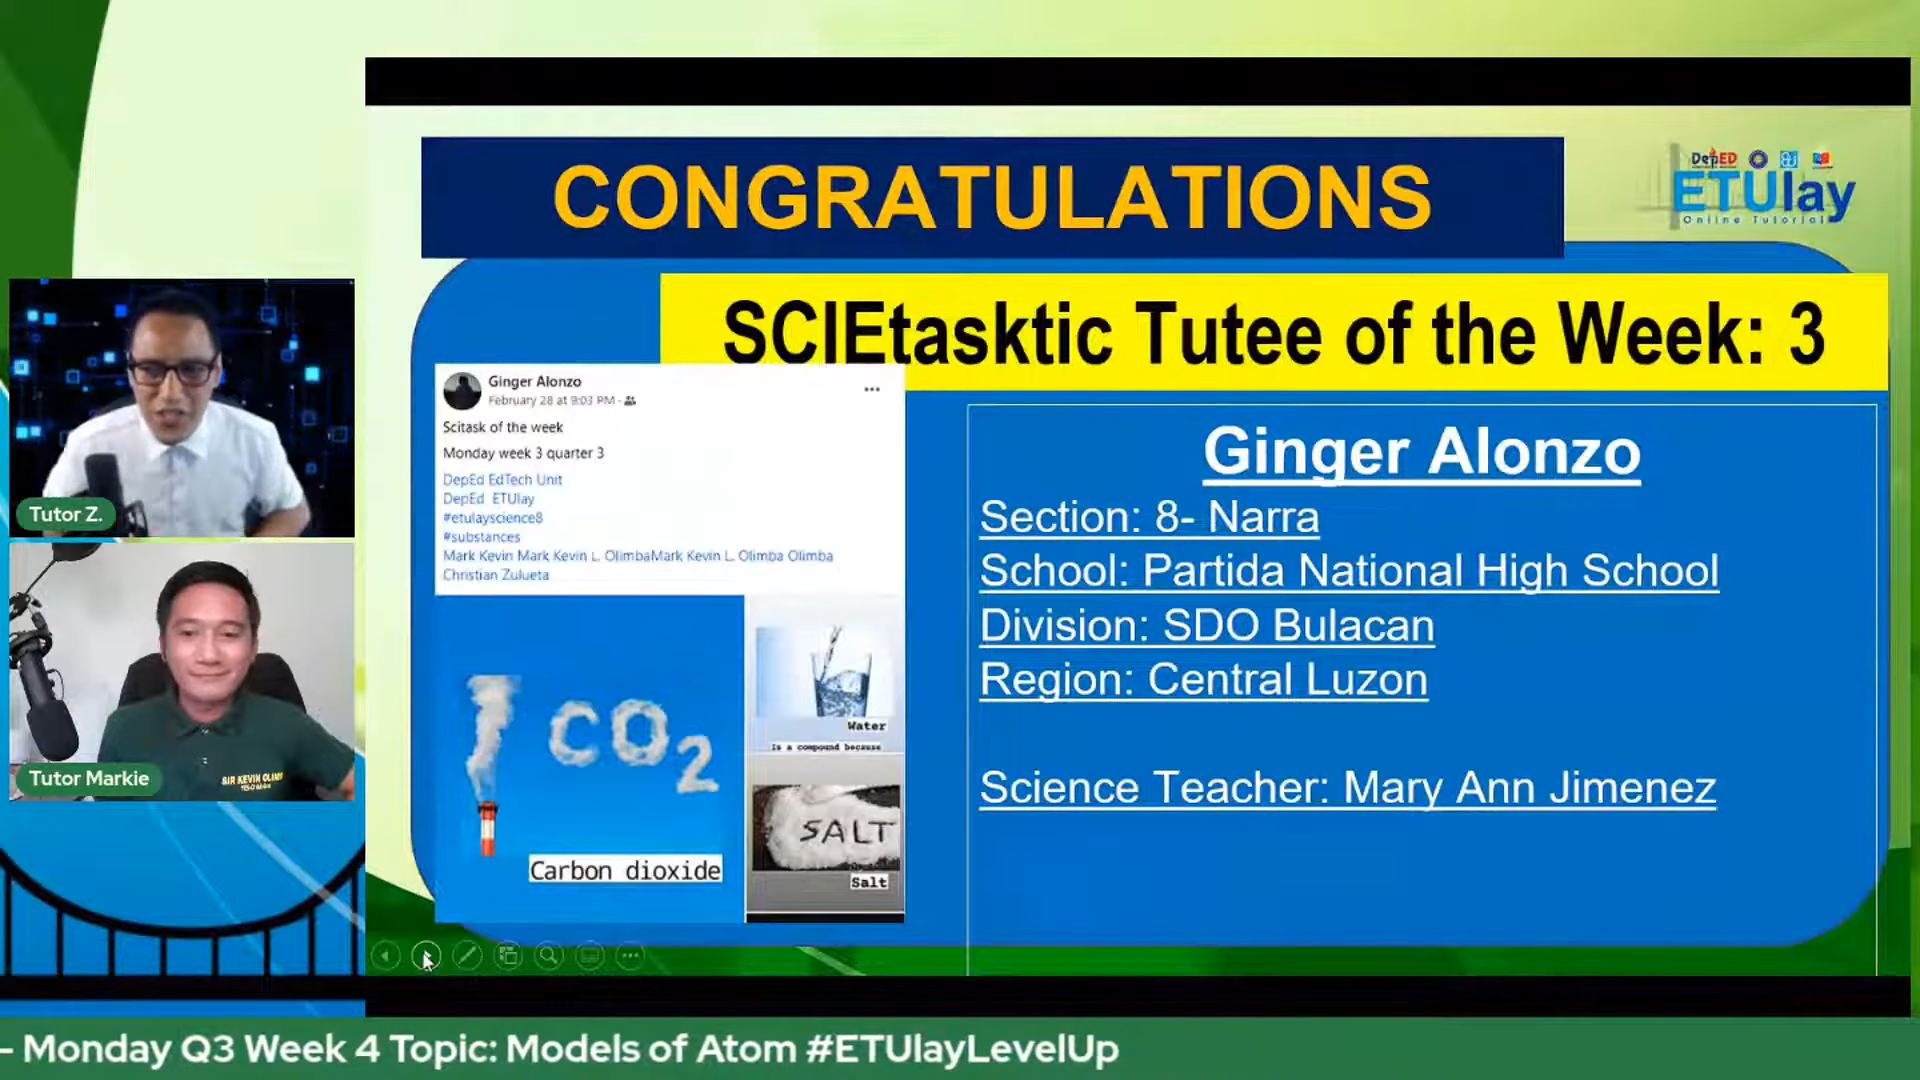 CONGRATULATIONS
DepED
ETUlay
Online Tutorial
SCIEtasktic Tutee of the Week: 3
Ginger Alonzo
February 28 at 9:03 PM ·
Scitask of the week
Monday week 3 quarter 3
DepEd EdTech Unit
DepEd ETUlay
#etulayscience8
#substances
Mark Kevin Mark Kevin L. OlimbaMark Kevin L. Olimba Olimba
Christian Zulueta
CO2
Carbon dioxide
Water
Is a compound because
SALT
Salt
Ginger Alonzo
Section: 8- Narra
School: Partida National High School
Division: SDO Bulacan
Region: Central Luzon
Science Teacher: Mary Ann Jimenez
Tutor Z.
SIR KEVIN
Tutor Markie
- Monday Q3 Week 4 Topic: Models of Atom #ETUlayLevelUp